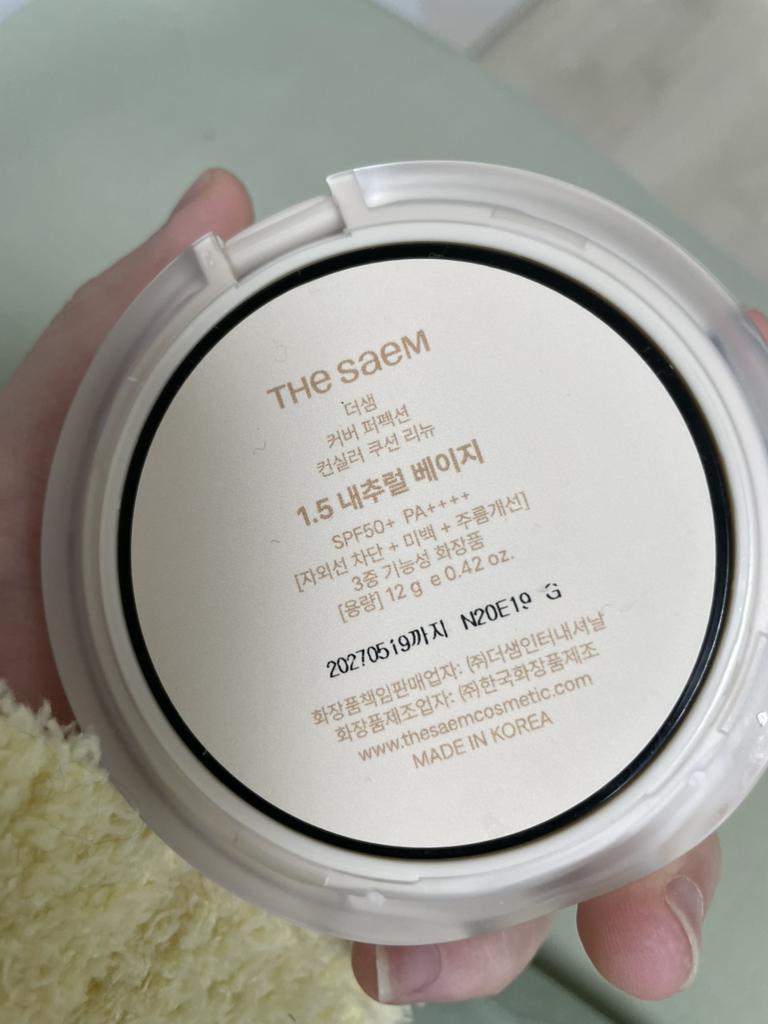 THE SAEM
더샘
커버 퍼펙션
컨실러 쿠션 리뉴
1.5 내추럴 베이지
SPF50+ PA++++
[자외선 차단 + 미백 + 주름개선]
3중 기능성 화장품
[용량] 12 g e 0.42 oz.
20270519까지 N20E19 G
화장품책임판매업자: ㈜더샘인터내셔날
화장품제조업자: ㈜한국화장품제조
www.thesaemcosmetic.com
MADE IN KOREA